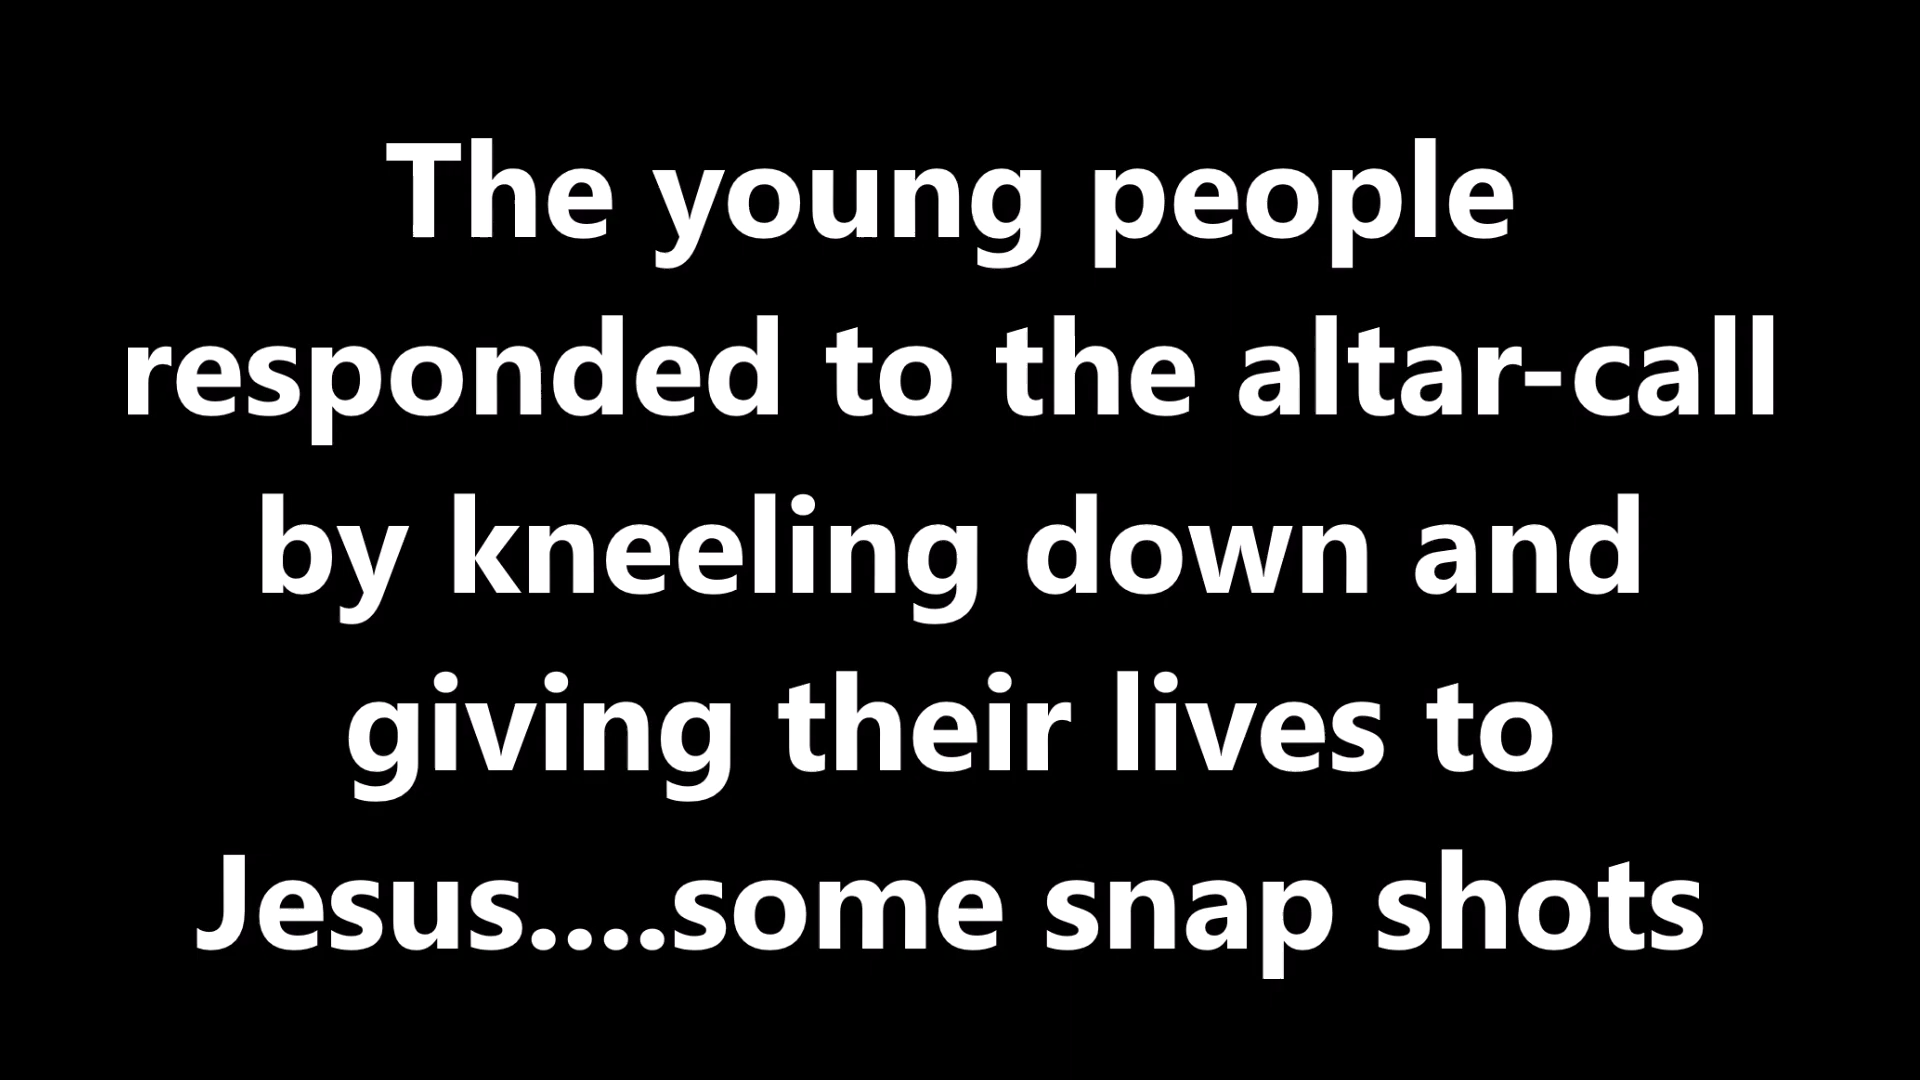 The young people
responded to the altar-call
by kneeling down and
giving their lives to
Jesus....some snap shots